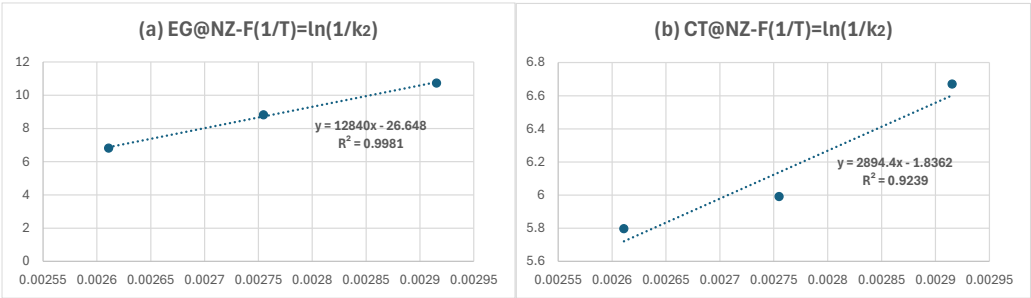 (a) EG@NZ-F(1/T)=ln(1/k₂)
12
10
8
6
4
2
0
y = 12840x - 26.648
R² = 0.9981
0.00255 0.0026 0.00265 0.0027 0.00275 0.0028 0.00285 0.0029 0.00295
(b) CT@NZ-F(1/T)=ln(1/k₂)
6.8
6.6
6.4
6.2
6
5.8
5.6
y = 2894.4x - 1.8362
R² = 0.9239
0.00255 0.0026 0.00265 0.0027 0.00275 0.0028 0.00285 0.0029 0.00295